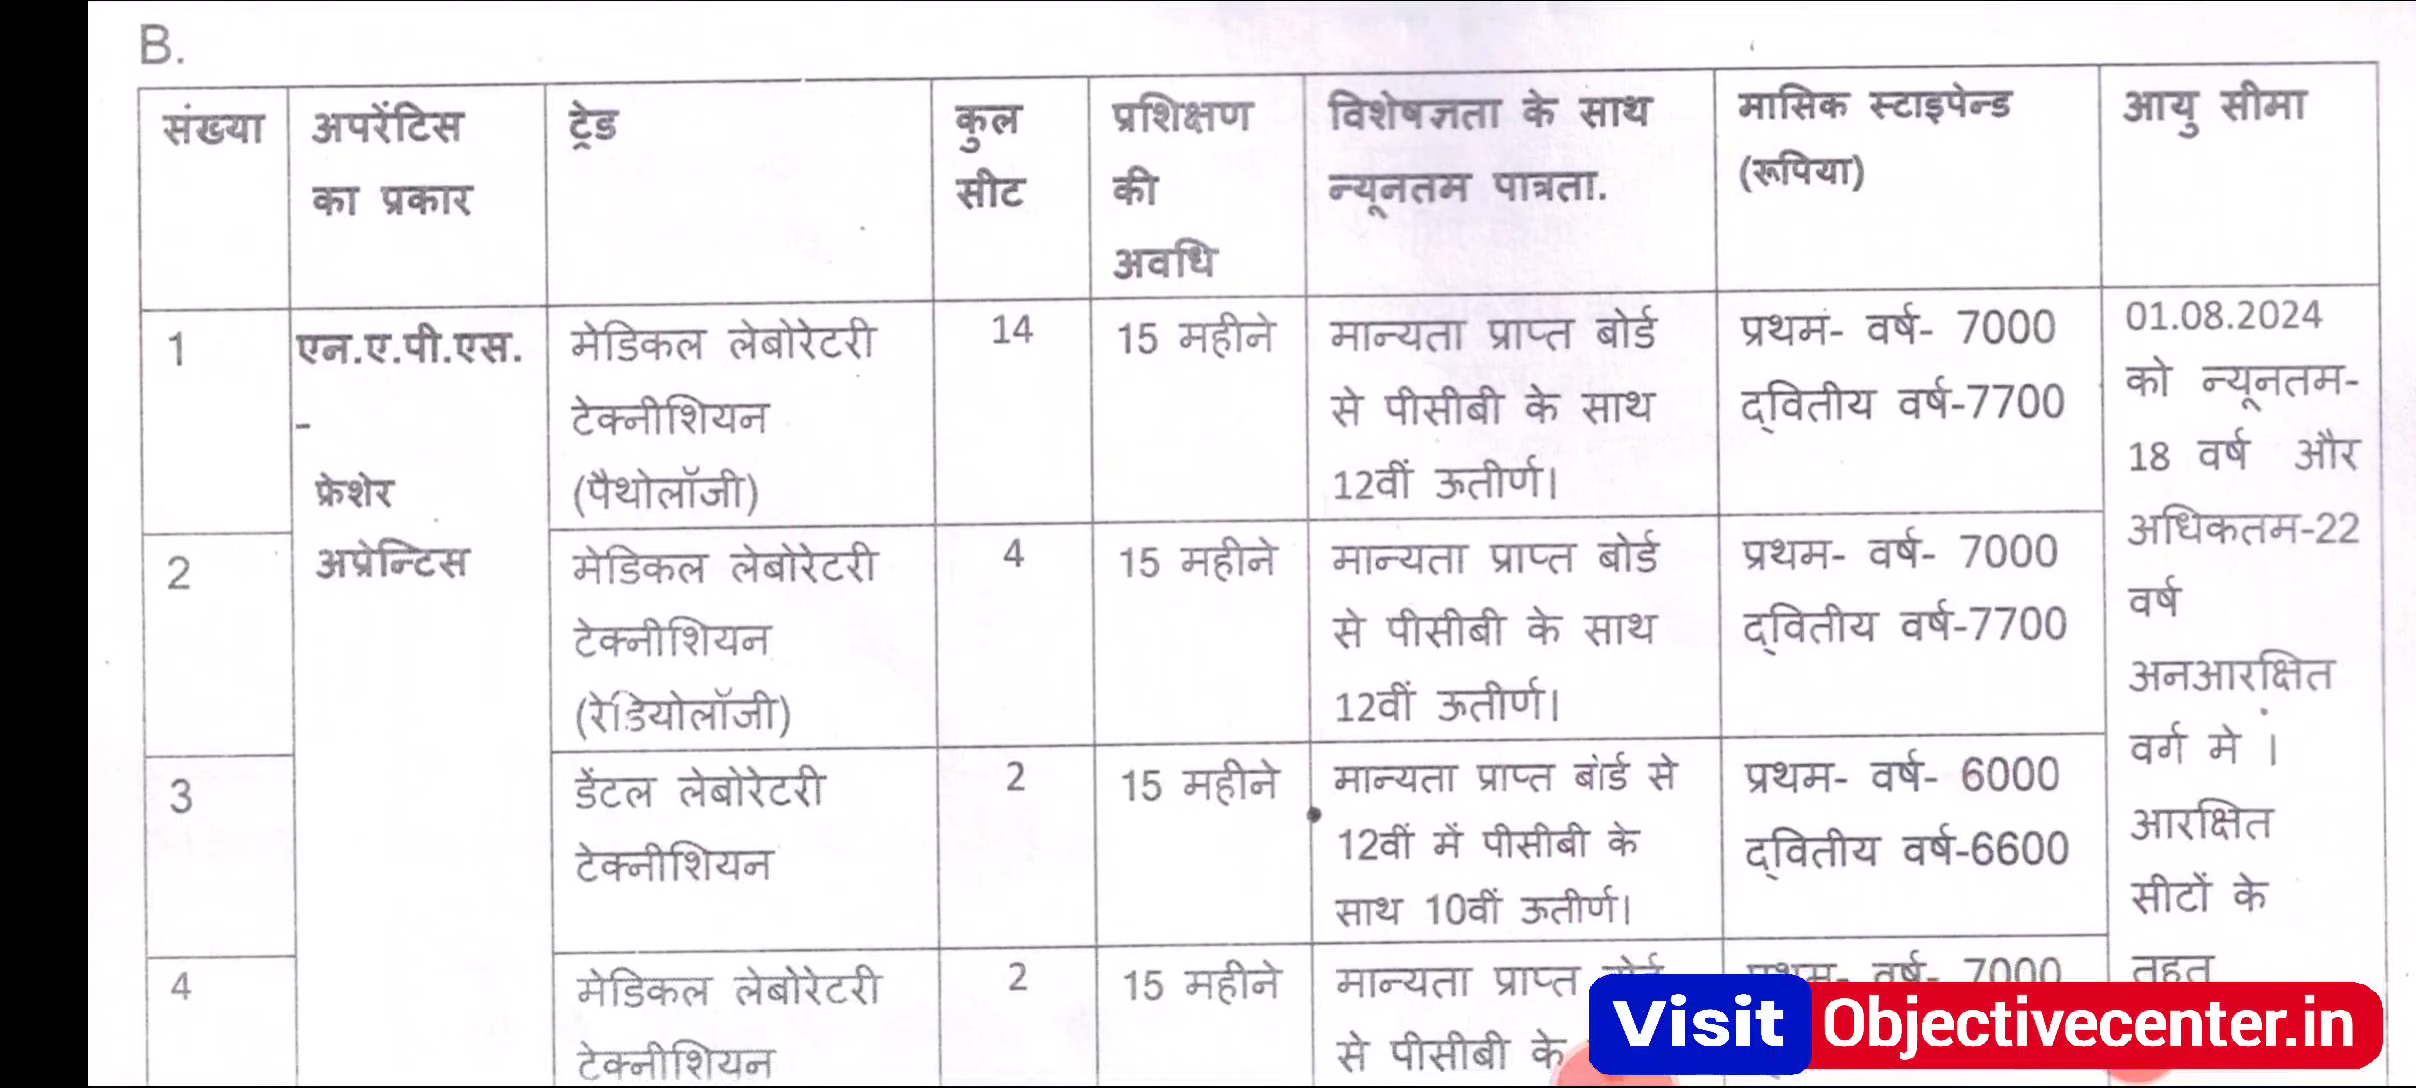 B.
संख्या
अपरेंटिस
का प्रकार
ट्रेड
कुल
सीट
प्रशिक्षण
की
अवधि
विशेषज्ञता के साथ
न्यूनतम पात्रता.
मासिक स्टाइपेन्ड
(रूपिया)
आयु सीमा
1
एन.ए.पी.एस.
-
फ्रेशेर
अप्रेन्टिस
मेडिकल लेबोरेटरी
टेक्नीशियन
(पैथोलॉजी)
14
15 महीने
मान्यता प्राप्त बोर्ड
से पीसीबी के साथ
12वीं ऊतीर्ण।
प्रथम- वर्ष- 7000
द्वितीय वर्ष-7700
01.08.2024
को न्यूनतम-
18 वर्ष और
अधिकतम-22
वर्ष
अनआरक्षित
वर्ग मे ।
आरक्षित
सीटों के
तहत
2
मेडिकल लेबोरेटरी
टेक्नीशियन
(रेडियोलॉजी)
4
15 महीने
मान्यता प्राप्त बोर्ड
से पीसीबी के साथ
12वीं ऊतीर्ण।
प्रथम- वर्ष- 7000
द्वितीय वर्ष-7700
3
डेंटल लेबोरेटरी
टेक्नीशियन
2
15 महीने
मान्यता प्राप्त बोर्ड से
12वीं में पीसीबी के
साथ 10वीं ऊतीर्ण।
प्रथम- वर्ष- 6000
द्वितीय वर्ष-6600
4
मेडिकल लेबोरेटरी
टेक्नीशियन
2
15 महीने
मान्यता प्राप्त बोर्ड
से पीसीबी के
प्रथम- वर्ष- 7000
Visit Objectivecenter.in